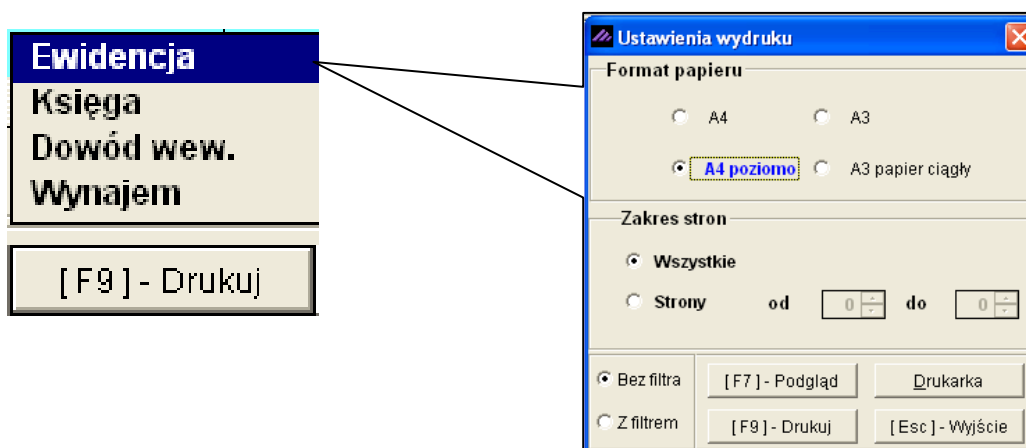 Ewidencja
Księga
Dowód wew.
Wynajem
[ F9 ] - Drukuj
Ustawienia wydruku
Format papieru
A4 A3
A4 poziomo A3 papier ciągły
Zakres stron
Wszystkie
Strony od 0 do 0
Bez filtra [ F7 ] - Podgląd Drukarka
Z filtrem [ F9 ] - Drukuj [ Esc ] - Wyjście